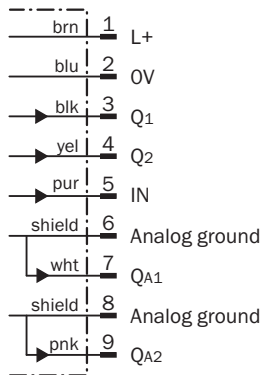 brn 1 L+
blu 2 0V
blk 3 Q1
yel 4 Q2
pur 5 IN
shield 6 Analog ground
wht 7 QA1
shield 8 Analog ground
pnk 9 QA2